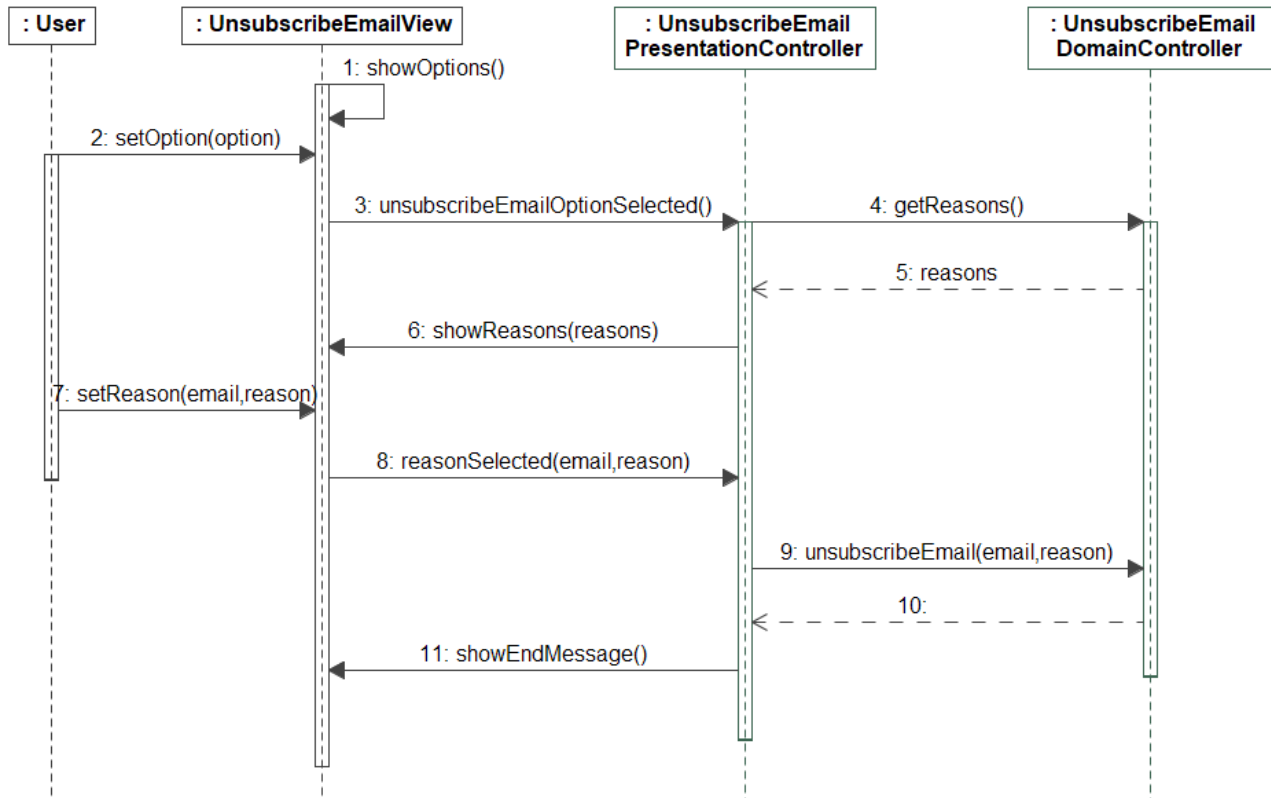 : User
: UnsubscribeEmailView
: UnsubscribeEmail
PresentationController
: UnsubscribeEmail
DomainController
1: showOptions()
2: setOption(option)
3: unsubscribeEmailOptionSelected()
4: getReasons()
5: reasons
6: showReasons(reasons)
7: setReason(email,reason)
8: reasonSelected(email,reason)
9: unsubscribeEmail(email,reason)
10:
11: showEndMessage()